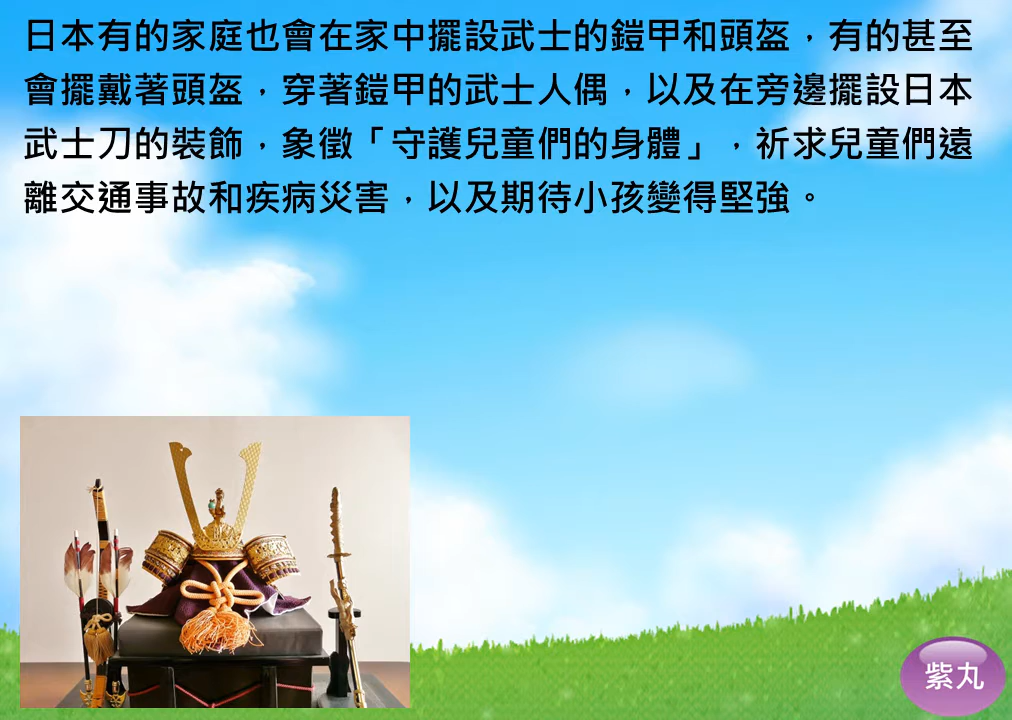 日本有的家庭也會在家中擺設武士的鎧甲和頭盔，有的甚至
會擺戴著頭盔，穿著鎧甲的武士人偶，以及在旁邊擺設日本
武士刀的裝飾，象徵「守護兒童們的身體」，祈求兒童們遠
離交通事故和疾病災害，以及期待小孩變得堅強。
紫丸